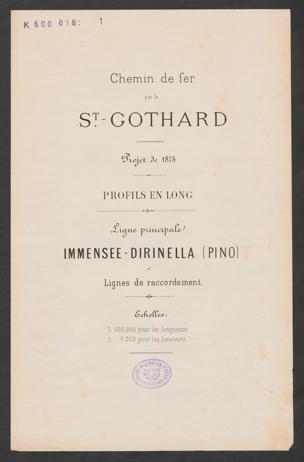 K 600 018: 1
Chemin de fer
par le
ST.-GOTHARD
Projet de 1878
PROFILS EN LONG
Ligne principale
IMMENSEE-DIRINELLA (PINO)
et
Lignes de raccordement
Echelles:
1: 100,000 pour les longueurs
1: 5 500 pour les hauteurs